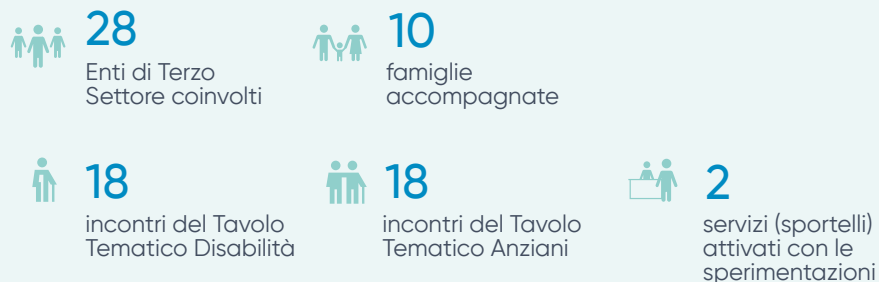 28
Enti di Terzo
Settore coinvolti
10
famiglie
accompagnate
18
incontri del Tavolo
Tematico Disabilità
18
incontri del Tavolo
Tematico Anziani
2
servizi (sportelli)
attivati con le
sperimentazioni